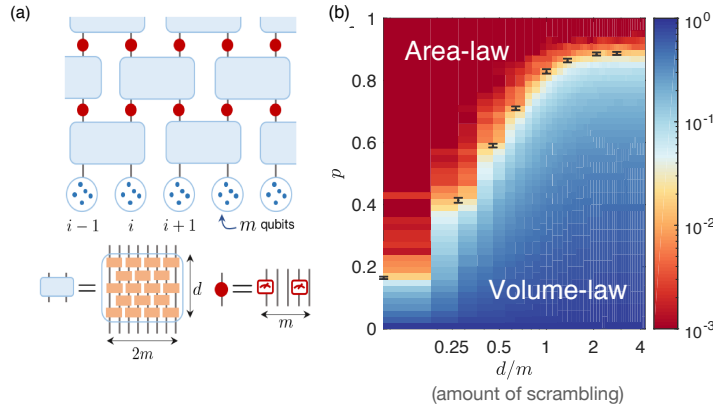 (a)
i − 1
i
i + 1
m qubits
=
d
=
2m
m
(b)
1
0.8
0.6
0.4
0.2
0
p
Area-law
Volume-law
0.25
0.5
1
2
4
d/m
(amount of scrambling)
10^0
10^-1
10^-2
10^-3